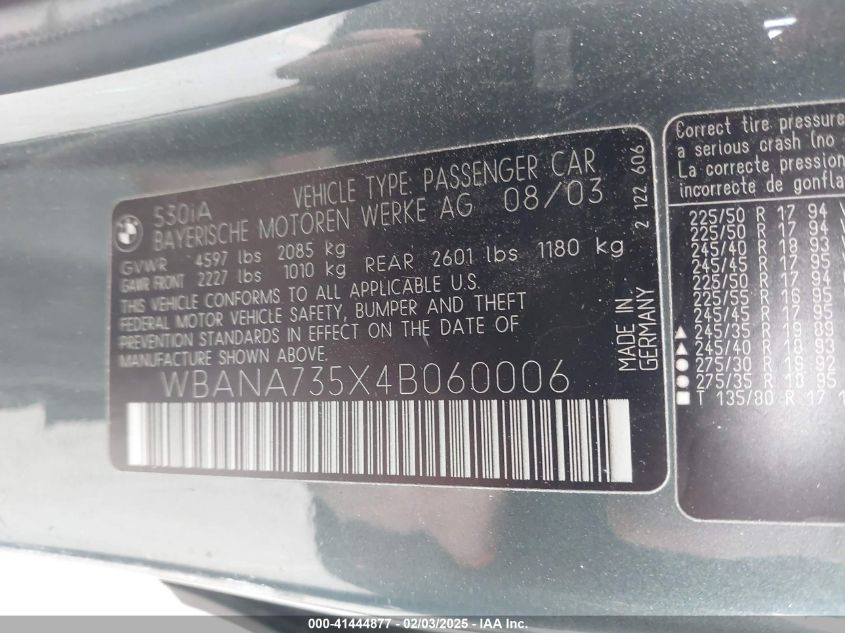 530iA VEHICLE TYPE: PASSENGER CAR
BAYERISCHE MOTOREN WERKE AG 08/03
GVWR 4597 lbs 2085 kg
GAWR FRONT 2227 lbs 1010 kg REAR 2601 lbs 1180 kg
THIS VEHICLE CONFORMS TO ALL APPLICABLE U.S.
FEDERAL MOTOR VEHICLE SAFETY, BUMPER AND THEFT
PREVENTION STANDARDS IN EFFECT ON THE DATE OF
MANUFACTURE SHOWN ABOVE.
WBANA735X4B060006
MADE IN
GERMANY
2 122 606
Correct tire pressure
a serious crash (no
La correcte pression
incorrecte de gonfla
225/50 R 17 94 V
225/50 R 17 94 V
245/40 R 18 93
245/45 R 17 95
225/50 R 17 94
225/55 R 16 95
245/45 R 17 95
▲ 245/35 R 19 89
▲ 245/40 R 18 93
● 275/30 R 19 92
● 275/35 R 18 95
■ T 135/80 R 17 1
000-41444877 - 02/03/2025 - IAA Inc.